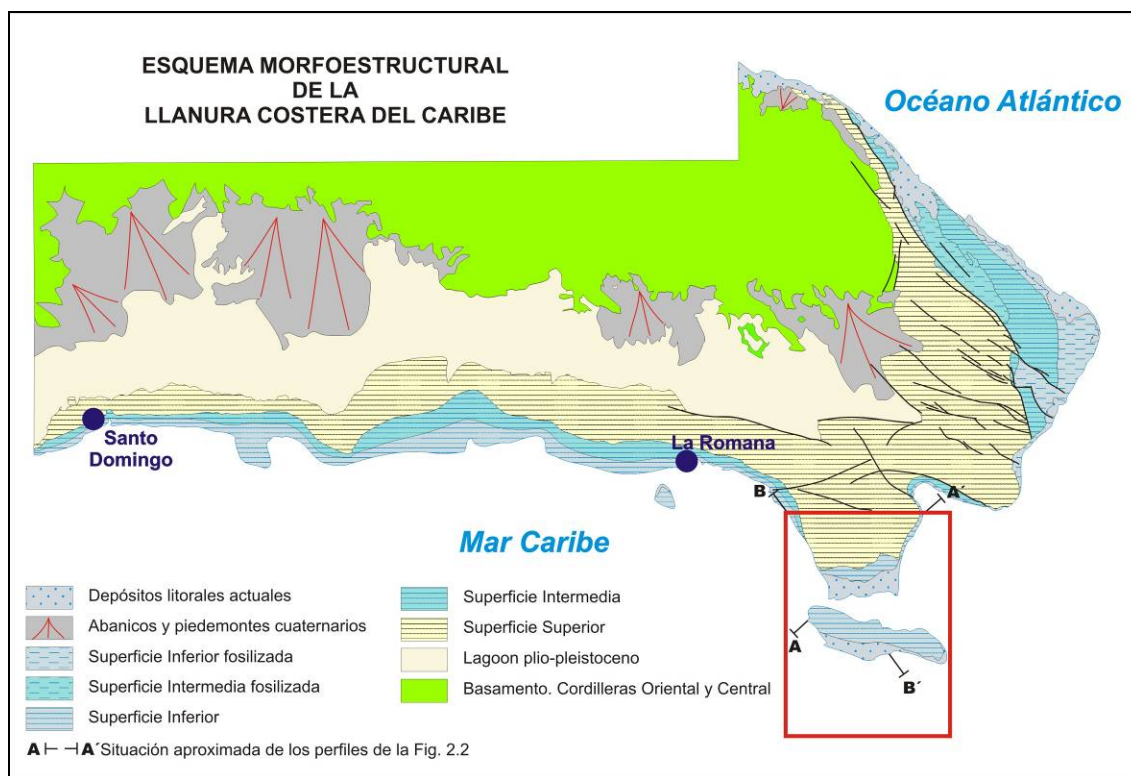 ESQUEMA MORFOESTRUCTURAL
DE LA
LLANURA COSTERA DEL CARIBE
Océano Atlántico
Santo
Domingo
La Romana
B
A´
Mar Caribe
A
B´
Depósitos litorales actuales
Abanicos y piedemontes cuaternarios
Superficie Inferior fosilizada
Superficie Intermedia fosilizada
Superficie Inferior
Superficie Intermedia
Superficie Superior
Lagoon plio-pleistoceno
Basamento. Cordilleras Oriental y Central
A A´ Situación aproximada de los perfiles de la Fig. 2.2